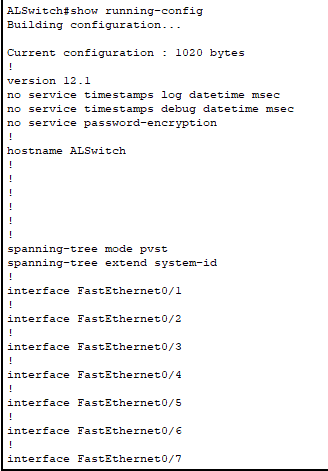 ALSwitch#show running-config
Building configuration...
Current configuration : 1020 bytes
!
version 12.1
no service timestamps log datetime msec
no service timestamps debug datetime msec
no service password-encryption
!
hostname ALSwitch
!
!
!
!
!
!
spanning-tree mode pvst
spanning-tree extend system-id
!
interface FastEthernet0/1
!
interface FastEthernet0/2
!
interface FastEthernet0/3
!
interface FastEthernet0/4
!
interface FastEthernet0/5
!
interface FastEthernet0/6
!
interface FastEthernet0/7